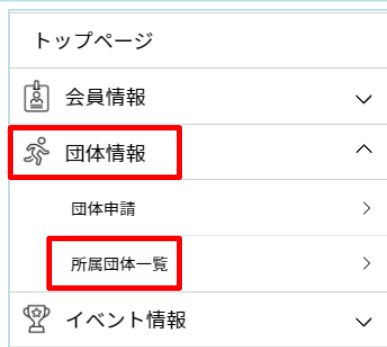 トップページ
会員情報
団体情報
団体申請
所属団体一覧
イベント情報